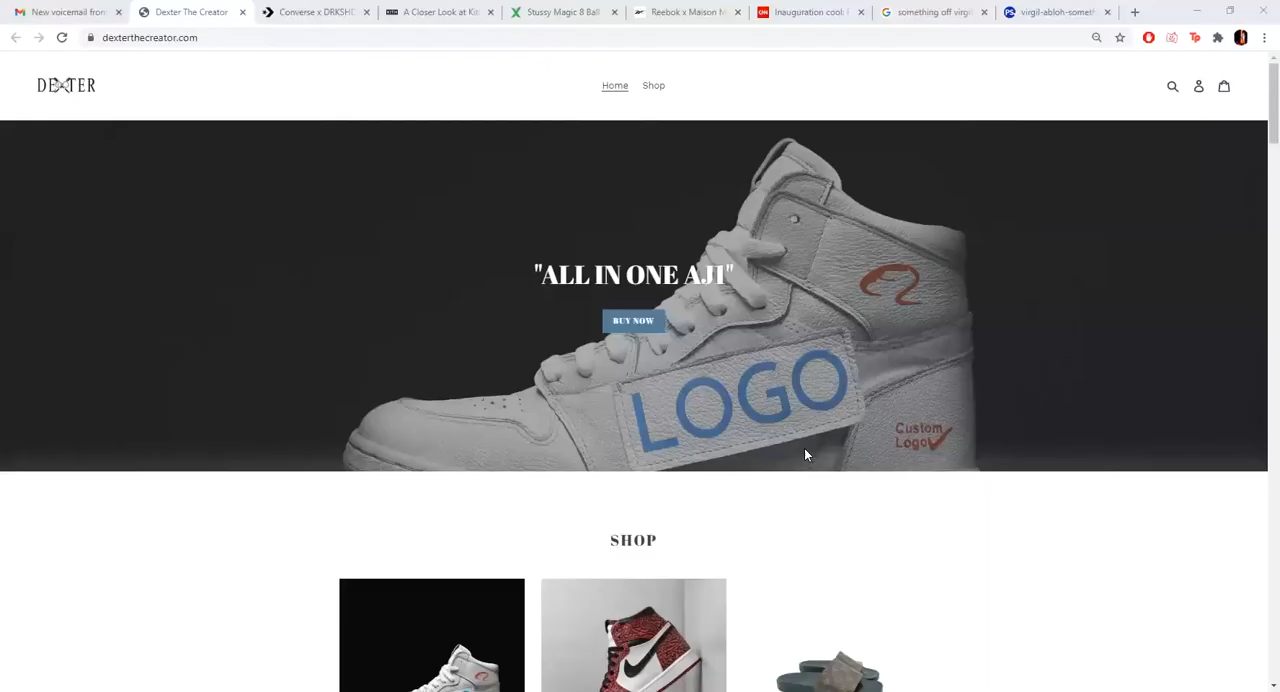 New voicemail from
Dexter The Creator
Converse x DRKSHD
A Closer Look at Kit
Stussy Magic 8 Ball
Reebok x Maison M
Inauguration cool:
something off virgil
virgil-abloh-someth
dexterthecreator.com
DEXTER
Home
Shop
"ALL IN ONE AJ1"
BUY NOW
LOGO
Custom
Logo
SHOP